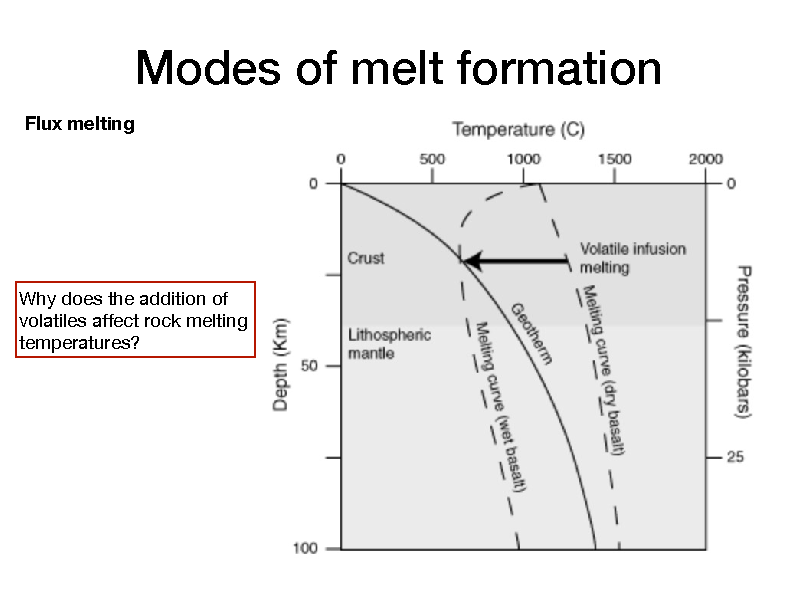 Modes of melt formation
Flux melting
Temperature (C)
0 500 1000 1500 2000
0
0
Crust
Volatile infusion
melting
Why does the addition of
volatiles affect rock melting
temperatures?
Lithospheric
mantle
Geotherm
Melting curve (wet basalt)
Melting curve (dry basalt)
Depth (Km)
Pressure (kilobars)
50
25
100